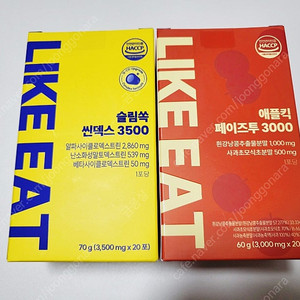 LIKE EAT
HACCP
슬림쏙
씬덱스 3500
알파사이클로덱스트린 2,860 mg
난소화성말토덱스트린 539 mg
베타사이클로덱스트린 50 mg
1포당
70 g (3,500 mg x 20 포)
LIKE EAT
HACCP
애플킥
페이즈투 3000
흰강낭콩추출물분말 1,000 mg
사과초모식초분말 500 mg
1포당
60 g (3,000 mg x 20 포)